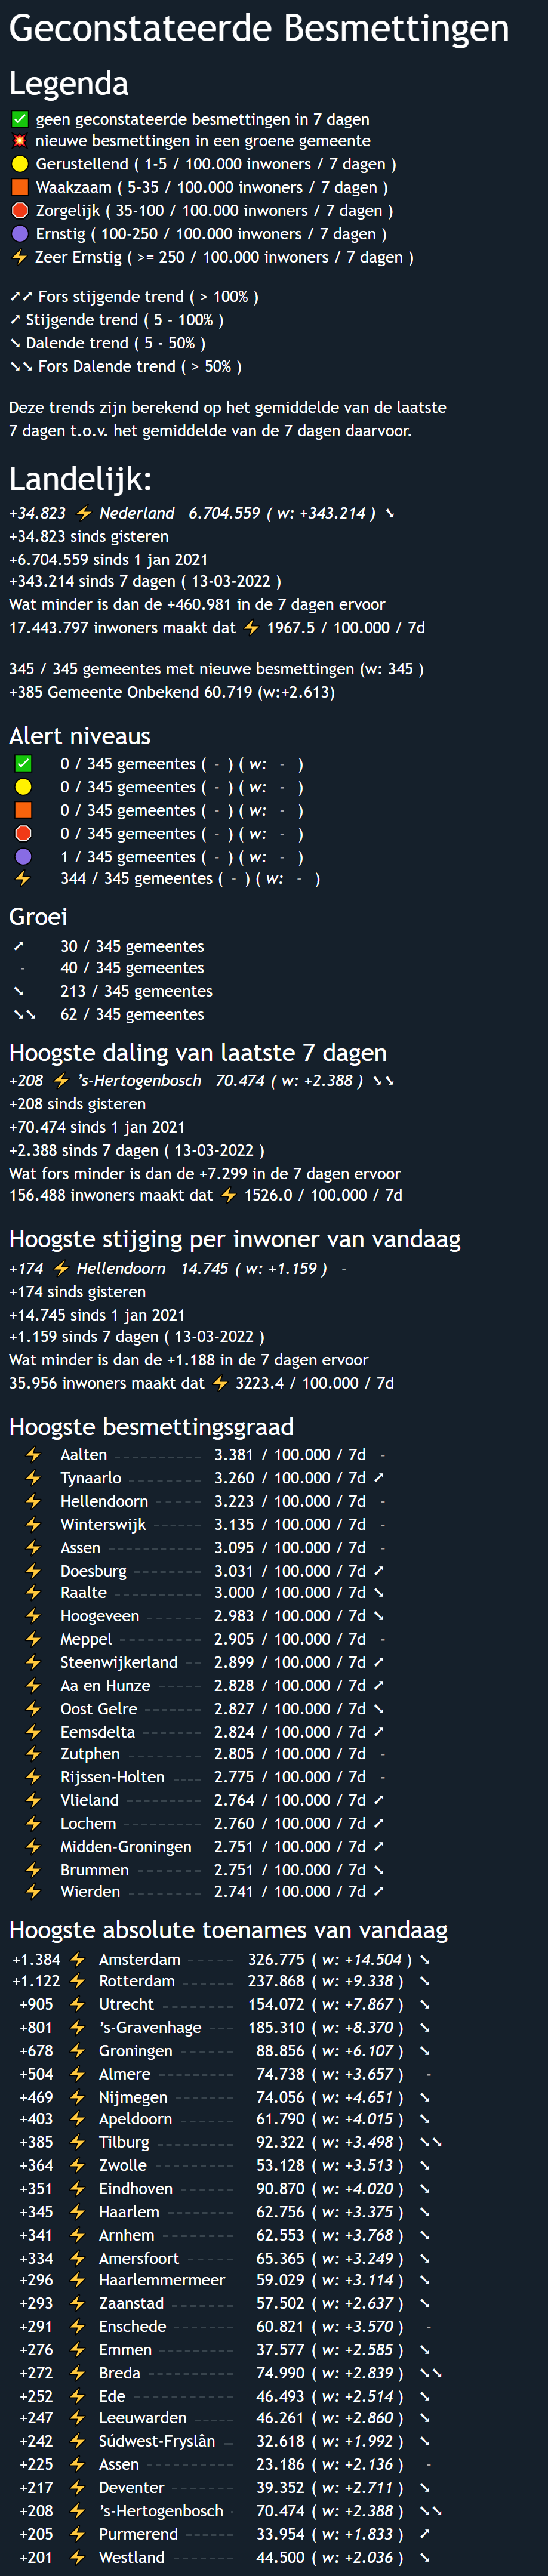 Geconstateerde Besmettingen
Legenda
✅ geen geconstateerde besmettingen in 7 dagen
💥 nieuwe besmettingen in een groene gemeente
🟡 Gerustellend ( 1-5 / 100.000 inwoners / 7 dagen )
🟧 Waakzaam ( 5-35 / 100.000 inwoners / 7 dagen )
🛑 Zorgelijk ( 35-100 / 100.000 inwoners / 7 dagen )
🟣 Ernstig ( 100-250 / 100.000 inwoners / 7 dagen )
⚡ Zeer Ernstig ( >= 250 / 100.000 inwoners / 7 dagen )
➚➚ Fors stijgende trend ( > 100% )
➚ Stijgende trend ( 5 - 100% )
➘ Dalende trend ( 5 - 50% )
➘➘ Fors Dalende trend ( > 50% )
Deze trends zijn berekend op het gemiddelde van de laatste
7 dagen t.o.v. het gemiddelde van de 7 dagen daarvoor.
Landelijk:
+34.823 ⚡ Nederland 6.704.559 ( w: +343.214 ) ➘
+34.823 sinds gisteren
+6.704.559 sinds 1 jan 2021
+343.214 sinds 7 dagen ( 13-03-2022 )
Wat minder is dan de +460.981 in de 7 dagen ervoor
17.443.797 inwoners maakt dat ⚡ 1967.5 / 100.000 / 7d
345 / 345 gemeentes met nieuwe besmettingen (w: 345 )
+385 Gemeente Onbekend 60.719 (w:+2.613)
Alert niveaus
✅ 0 / 345 gemeentes ( - ) ( w: - )
🟡 0 / 345 gemeentes ( - ) ( w: - )
🟧 0 / 345 gemeentes ( - ) ( w: - )
🛑 0 / 345 gemeentes ( - ) ( w: - )
🟣 1 / 345 gemeentes ( - ) ( w: - )
⚡ 344 / 345 gemeentes ( - ) ( w: - )
Groei
➚ 30 / 345 gemeentes
- 40 / 345 gemeentes
➘ 213 / 345 gemeentes
➘➘ 62 / 345 gemeentes
Hoogste daling van laatste 7 dagen
+208 ⚡ ’s-Hertogenbosch 70.474 ( w: +2.388 ) ➘➘
+208 sinds gisteren
+70.474 sinds 1 jan 2021
+2.388 sinds 7 dagen ( 13-03-2022 )
Wat fors minder is dan de +7.299 in de 7 dagen ervoor
156.488 inwoners maakt dat ⚡ 1526.0 / 100.000 / 7d
Hoogste stijging per inwoner van vandaag
+174 ⚡ Hellendoorn 14.745 ( w: +1.159 ) -
+174 sinds gisteren
+14.745 sinds 1 jan 2021
+1.159 sinds 7 dagen ( 13-03-2022 )
Wat minder is dan de +1.188 in de 7 dagen ervoor
35.956 inwoners maakt dat ⚡ 3223.4 / 100.000 / 7d
Hoogste besmettingsgraad
⚡ Aalten 3.381 / 100.000 / 7d -
⚡ Tynaarlo 3.260 / 100.000 / 7d ➚
⚡ Hellendoorn 3.223 / 100.000 / 7d -
⚡ Winterswijk 3.135 / 100.000 / 7d -
⚡ Assen 3.095 / 100.000 / 7d -
⚡ Doesburg 3.031 / 100.000 / 7d ➚
⚡ Raalte 3.000 / 100.000 / 7d ➘
⚡ Hoogeveen 2.983 / 100.000 / 7d ➘
⚡ Meppel 2.905 / 100.000 / 7d -
⚡ Steenwijkerland 2.899 / 100.000 / 7d ➚
⚡ Aa en Hunze 2.828 / 100.000 / 7d ➚
⚡ Oost Gelre 2.827 / 100.000 / 7d ➘
⚡ Eemsdelta 2.824 / 100.000 / 7d ➚
⚡ Zutphen 2.805 / 100.000 / 7d -
⚡ Rijssen-Holten 2.775 / 100.000 / 7d -
⚡ Vlieland 2.764 / 100.000 / 7d ➚
⚡ Lochem 2.760 / 100.000 / 7d ➚
⚡ Midden-Groningen 2.751 / 100.000 / 7d ➚
⚡ Brummen 2.751 / 100.000 / 7d ➘
⚡ Wierden 2.741 / 100.000 / 7d ➚
Hoogste absolute toenames van vandaag
+1.384 ⚡ Amsterdam 326.775 ( w: +14.504 ) ➘
+1.122 ⚡ Rotterdam 237.868 ( w: +9.338 ) ➘
+905 ⚡ Utrecht 154.072 ( w: +7.867 ) ➘
+801 ⚡ ’s-Gravenhage 185.310 ( w: +8.370 ) ➘
+678 ⚡ Groningen 88.856 ( w: +6.107 ) ➘
+504 ⚡ Almere 74.738 ( w: +3.657 ) -
+469 ⚡ Nijmegen 74.056 ( w: +4.651 ) ➘
+403 ⚡ Apeldoorn 61.790 ( w: +4.015 ) ➘
+385 ⚡ Tilburg 92.322 ( w: +3.498 ) ➘➘
+364 ⚡ Zwolle 53.128 ( w: +3.513 ) ➘
+351 ⚡ Eindhoven 90.870 ( w: +4.020 ) ➘
+345 ⚡ Haarlem 62.756 ( w: +3.375 ) ➘
+341 ⚡ Arnhem 62.553 ( w: +3.768 ) ➘
+334 ⚡ Amersfoort 65.365 ( w: +3.249 ) ➘
+296 ⚡ Haarlemmermeer 59.029 ( w: +3.114 ) ➘
+293 ⚡ Zaanstad 57.502 ( w: +2.637 ) ➘
+291 ⚡ Enschede 60.821 ( w: +3.570 ) -
+276 ⚡ Emmen 37.577 ( w: +2.585 ) ➘
+272 ⚡ Breda 74.990 ( w: +2.839 ) ➘➘
+252 ⚡ Ede 46.493 ( w: +2.514 ) ➘
+247 ⚡ Leeuwarden 46.261 ( w: +2.860 ) ➘
+242 ⚡ Súdwest-Fryslân 32.618 ( w: +1.992 ) ➘
+225 ⚡ Assen 23.186 ( w: +2.136 ) -
+217 ⚡ Deventer 39.352 ( w: +2.711 ) ➘
+208 ⚡ ’s-Hertogenbosch 70.474 ( w: +2.388 ) ➘➘
+205 ⚡ Purmerend 33.954 ( w: +1.833 ) ➚
+201 ⚡ Westland 44.500 ( w: +2.036 ) ➘